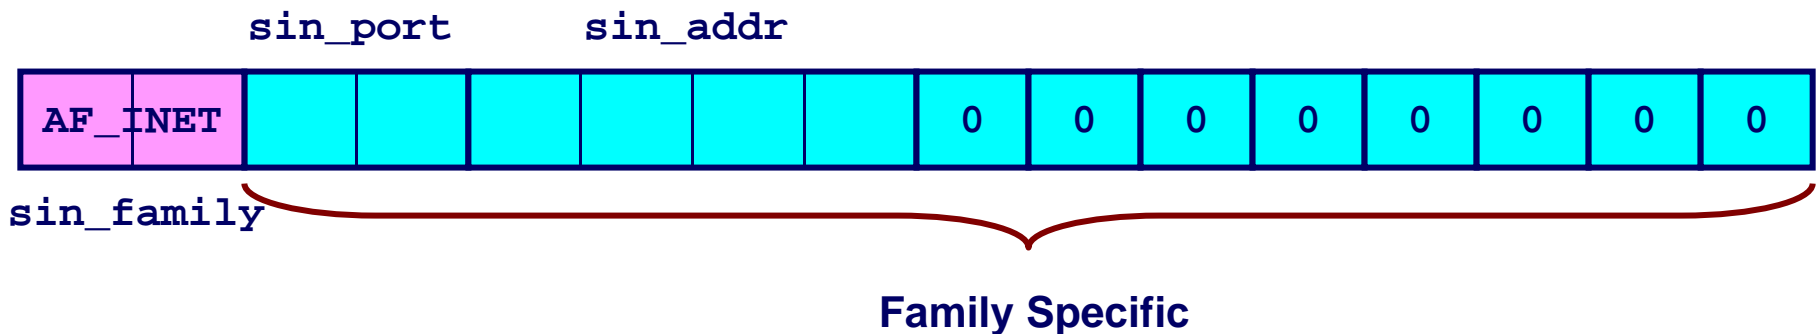 sin_port sin_addr
AF_INET 0 0 0 0 0 0 0 0
sin_family
Family Specific